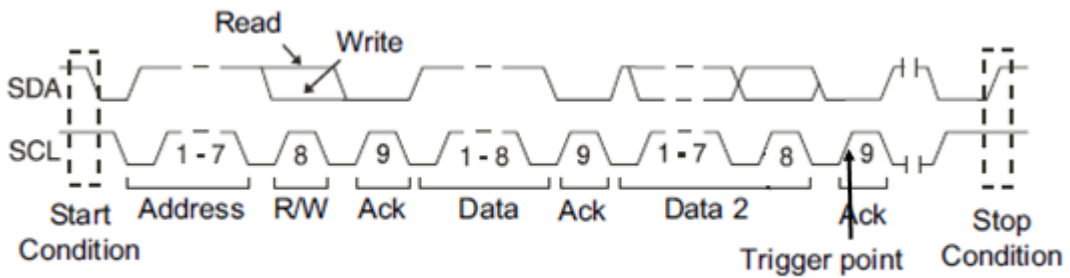 Read
Write
SDA
SCL
1 - 7
8
9
1 - 8
9
1 - 7
8
9
Start
Condition
Address
R/W
Ack
Data
Ack
Data 2
Ack
Trigger point
Stop
Condition